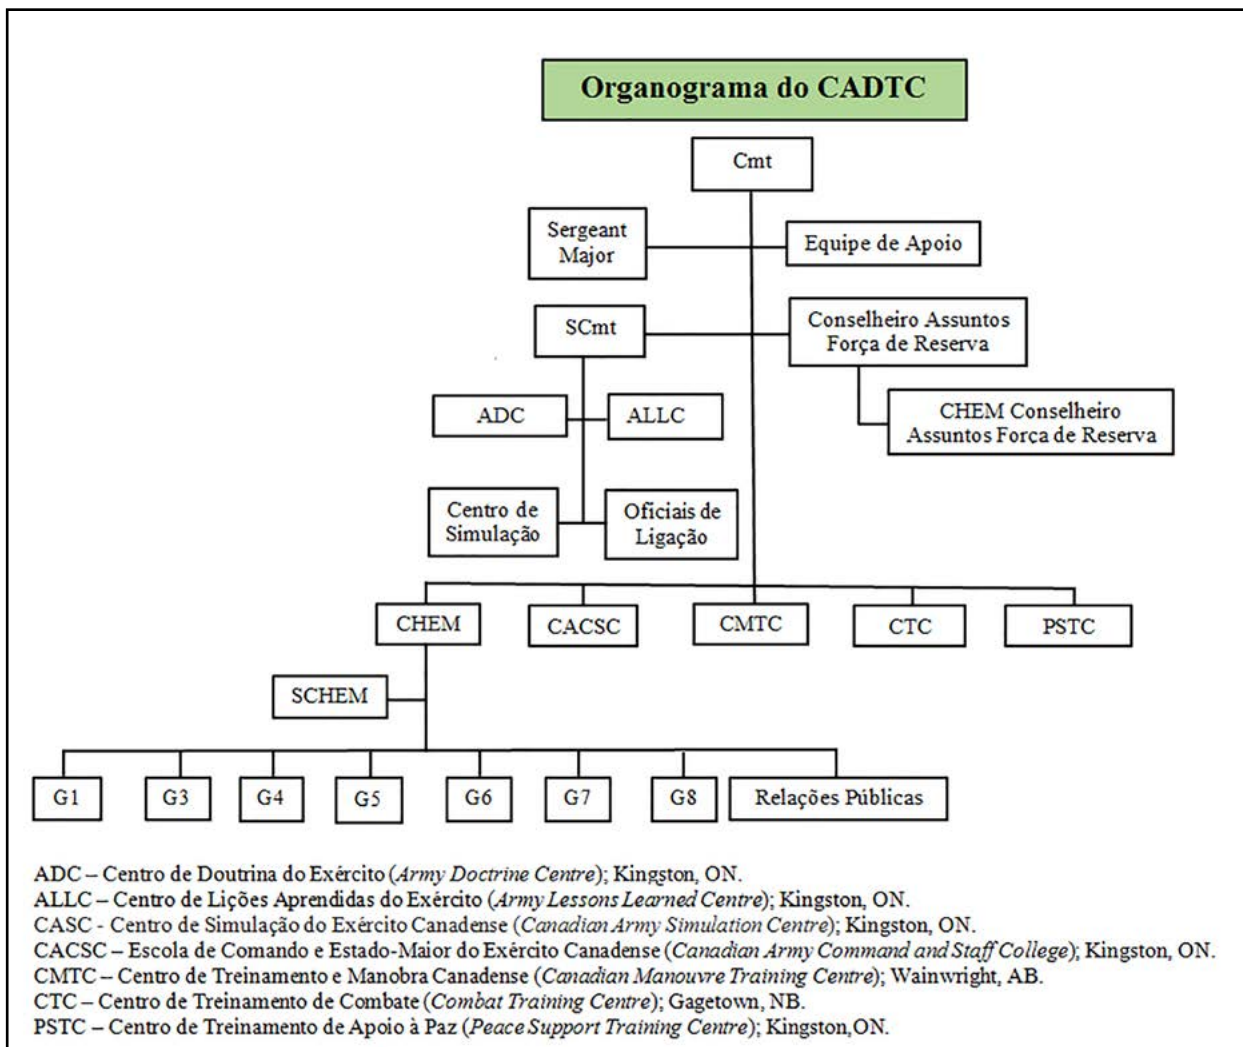 Organograma do CADTC
Cmt
Sergeant
Major
Equipe de Apoio
SCmt
Conselheiro Assuntos
Força de Reserva
ADC
ALLC
CHEM Conselheiro
Assuntos Forca de Reserva
Centro de
Simulação
Oficiais de
Ligação
CHEM
CACSC
CMTC
CTC
PSTC
SCHEM
G1
G3
G4
G5
G6
G7
G8
Relações Públicas
ADC – Centro de Doutrina do Exército (Army Doctrine Centre); Kingston, ON.
ALLC – Centro de Lições Aprendidas do Exército (Army Lessons Learned Centre); Kingston, ON.
CASC - Centro de Simulação do Exército Canadense (Canadian Army Simulation Centre); Kingston, ON.
CACSC – Escola de Comando e Estado-Maior do Exército Canadense (Canadian Army Command and Staff College); Kingston, ON.
CMTC – Centro de Treinamento e Manobra Canadense (Canadian Manouvre Training Centre); Wainwright, AB.
CTC – Centro de Treinamento de Combate (Combat Training Centre); Gagetown, NB.
PSTC – Centro de Treinamento de Apoio à Paz (Peace Support Training Centre); Kingston,ON.